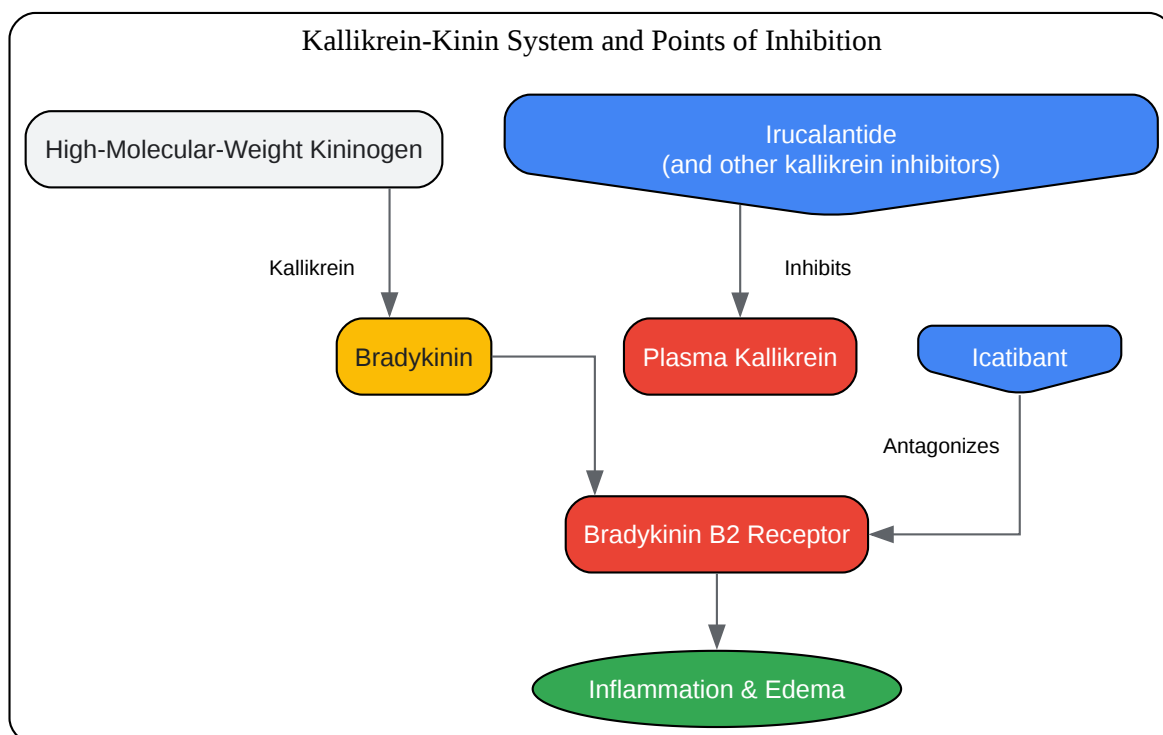 Kallikrein-Kinin System and Points of Inhibition
High-Molecular-Weight Kininogen
Irucalantide
(and other kallikrein inhibitors)
Kallikrein
Inhibits
Bradykinin
Plasma Kallikrein
Icatibant
Antagonizes
Bradykinin B2 Receptor
Inflammation & Edema